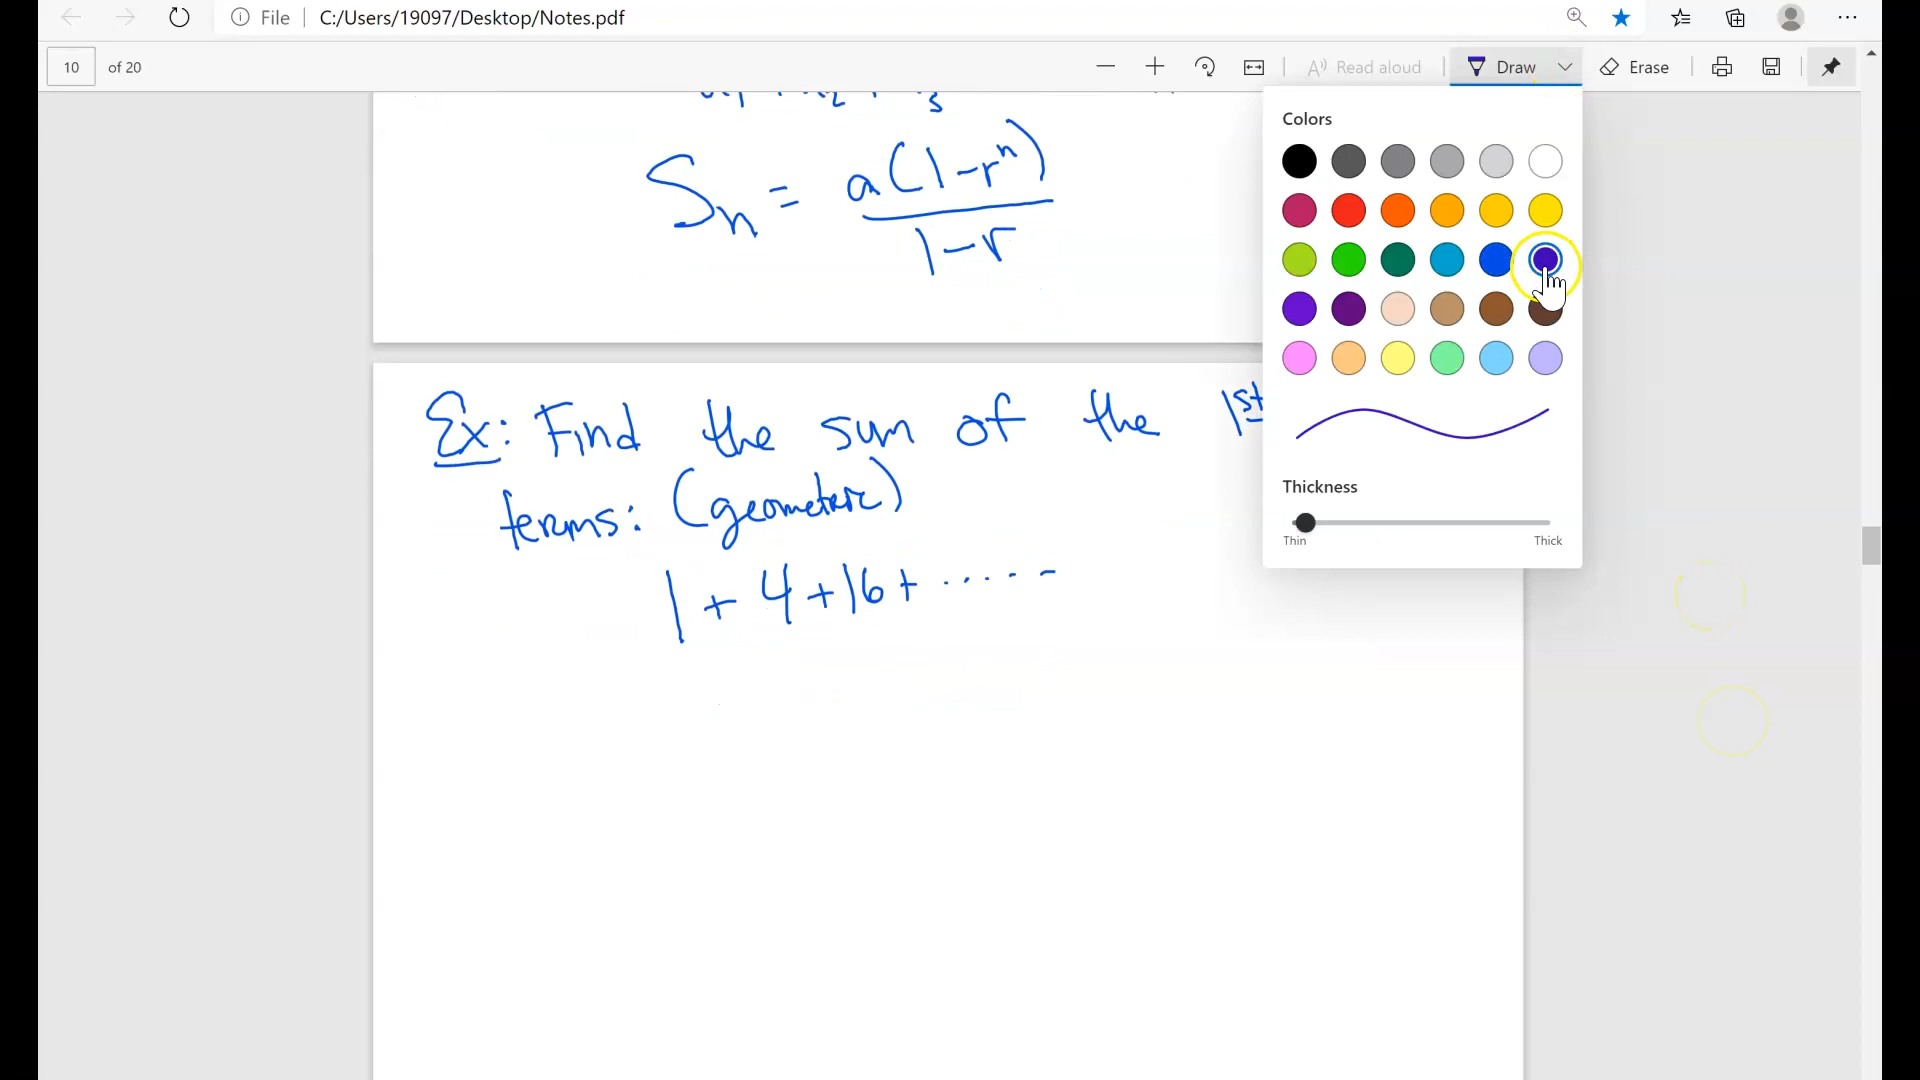 File C:/Users/19097/Desktop/Notes.pdf
10 of 20 Read aloud Draw Erase
Sn = a(1-rⁿ)
1-r
Colors
Ex: Find the sum of the 1st
terms: (geometric)
1 + 4 + 16 + ......
Thickness
Thin Thick